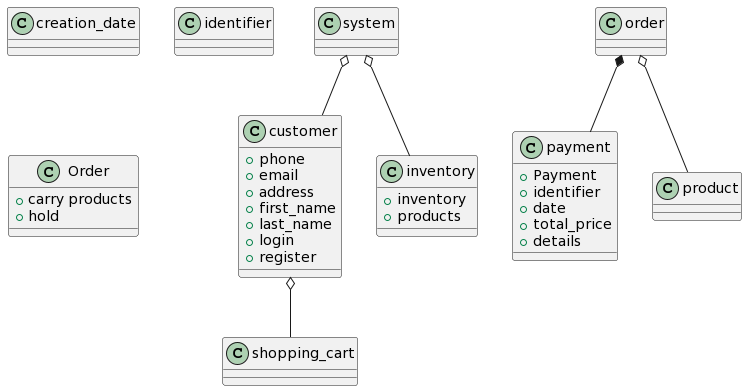 C creation_date
C identifier
C system
C order
C Order
carry products
hold
C customer
phone
email
address
first_name
last_name
login
register
C inventory
inventory
products
C payment
Payment
identifier
date
total_price
details
C product
C shopping_cart